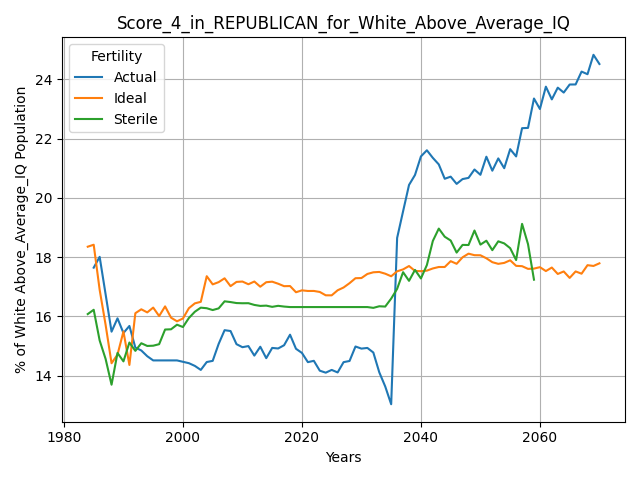 Score_4_in_REPUBLICAN_for_White_Above_Average_IQ
Fertility
Actual
Ideal
Sterile
% of White Above_Average_IQ Population
24
22
20
18
16
14
1980
2000
2020
2040
2060
Years